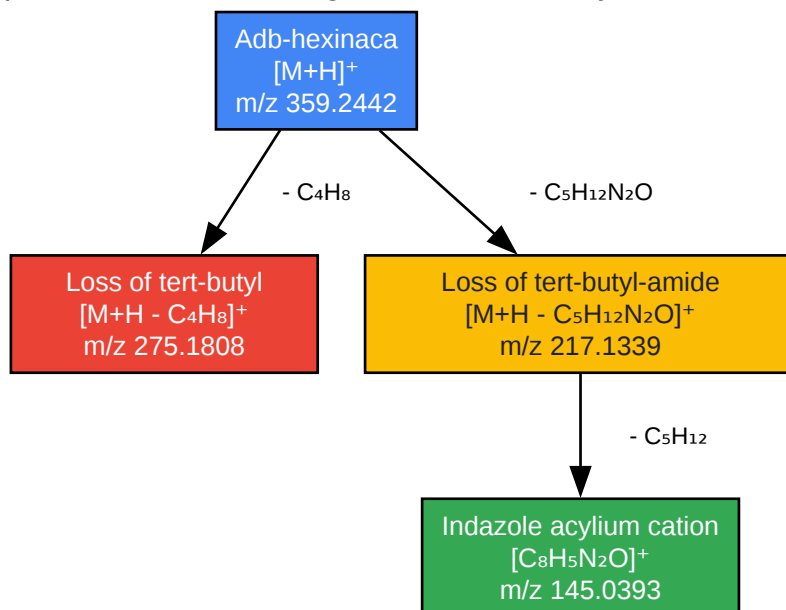 Adb-hexinaca
[M+H]⁺
m/z 359.2442
- C₄H₈
- C₅H₁₂N₂O
Loss of tert-butyl
[M+H - C₄H₈]⁺
m/z 275.1808
Loss of tert-butyl-amide
[M+H - C₅H₁₂N₂O]⁺
m/z 217.1339
- C₅H₁₂
Indazole acylium cation
[C₈H₅N₂O]⁺
m/z 145.0393